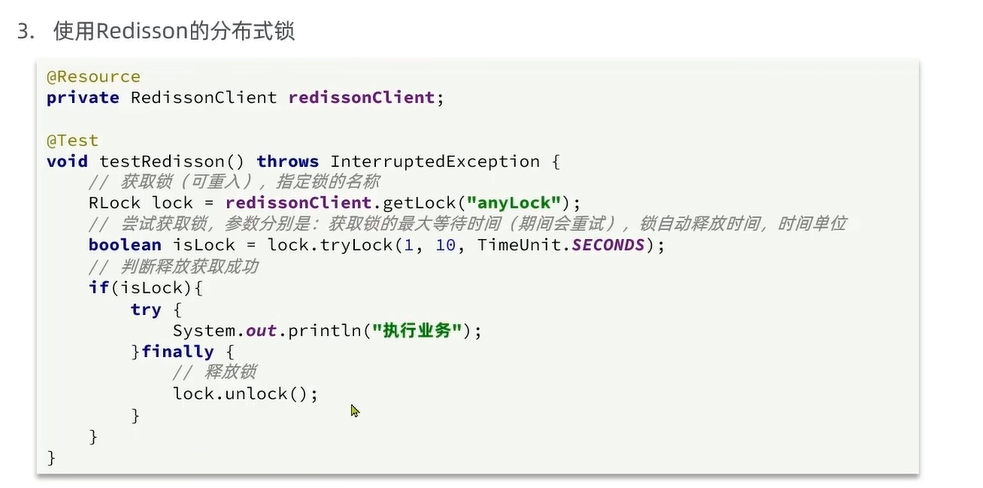 3. 使用Redisson的分布式锁
@Resource
private RedissonClient redissonClient;
@Test
void testRedisson() throws InterruptedException {
// 获取锁（可重入），指定锁的名称
RLock lock = redissonClient.getLock("anyLock");
// 尝试获取锁，参数分别是：获取锁的最大等待时间（期间会重试），锁自动释放时间，时间单位
boolean isLock = lock.tryLock(1, 10, TimeUnit.SECONDS);
// 判断释放获取成功
if(isLock){
try {
System.out.println("执行业务");
}finally {
// 释放锁
lock.unlock();
}
}
}